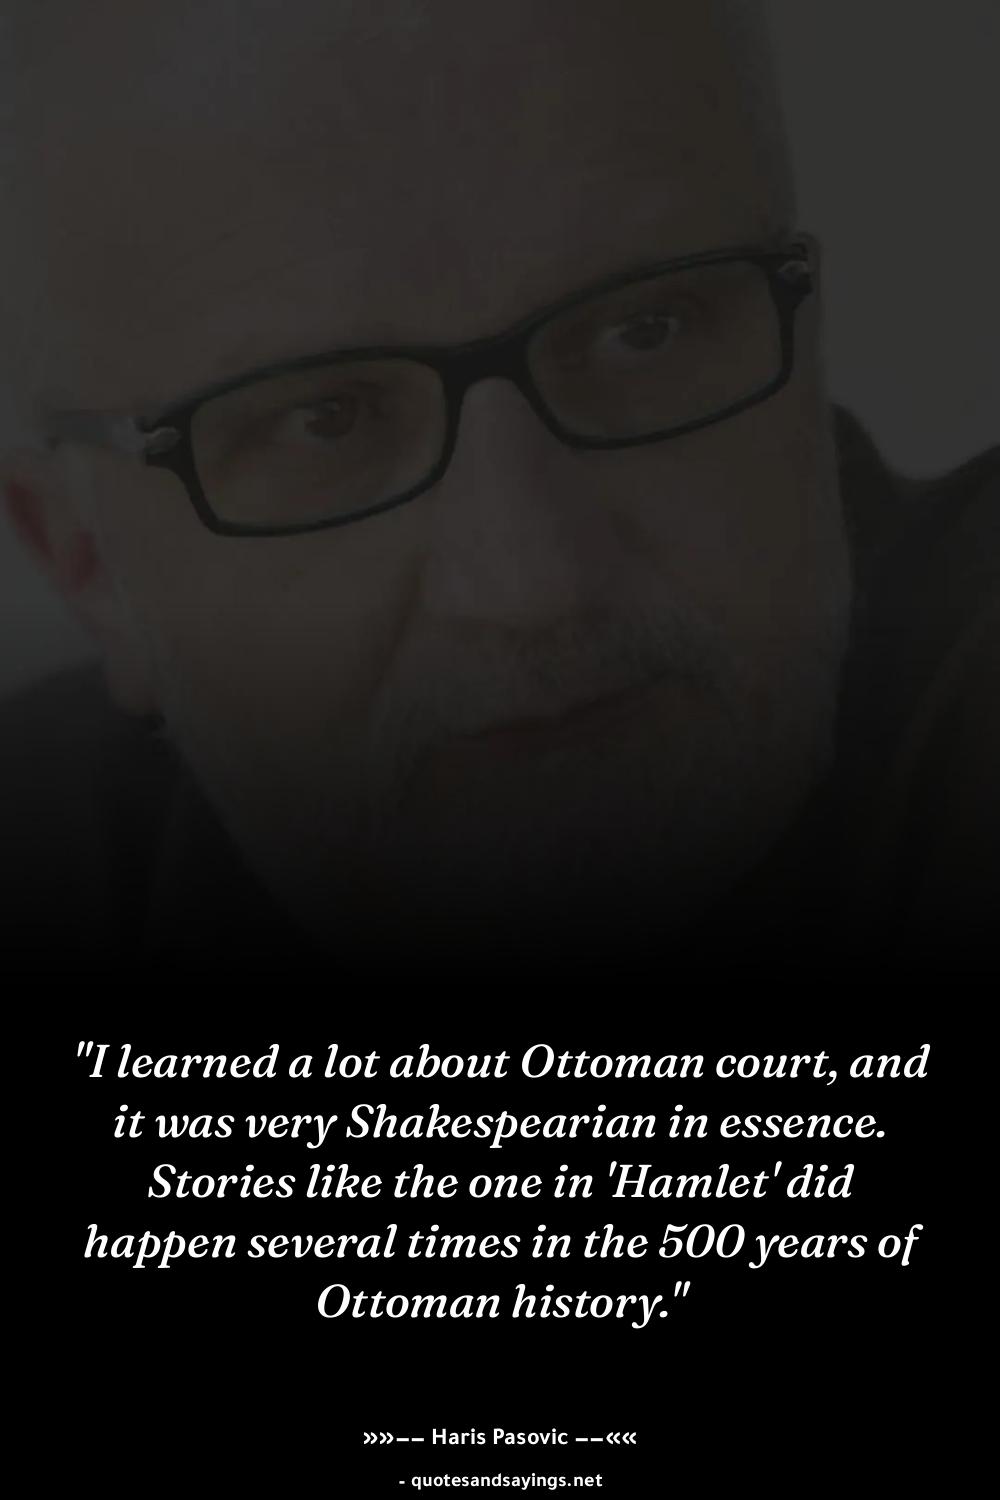 "I learned a lot about Ottoman court, and
it was very Shakespearian in essence.
Stories like the one in 'Hamlet' did
happen several times in the 500 years of
Ottoman history."
»»–– Haris Pasovic ––««
- quotesandsayings.net